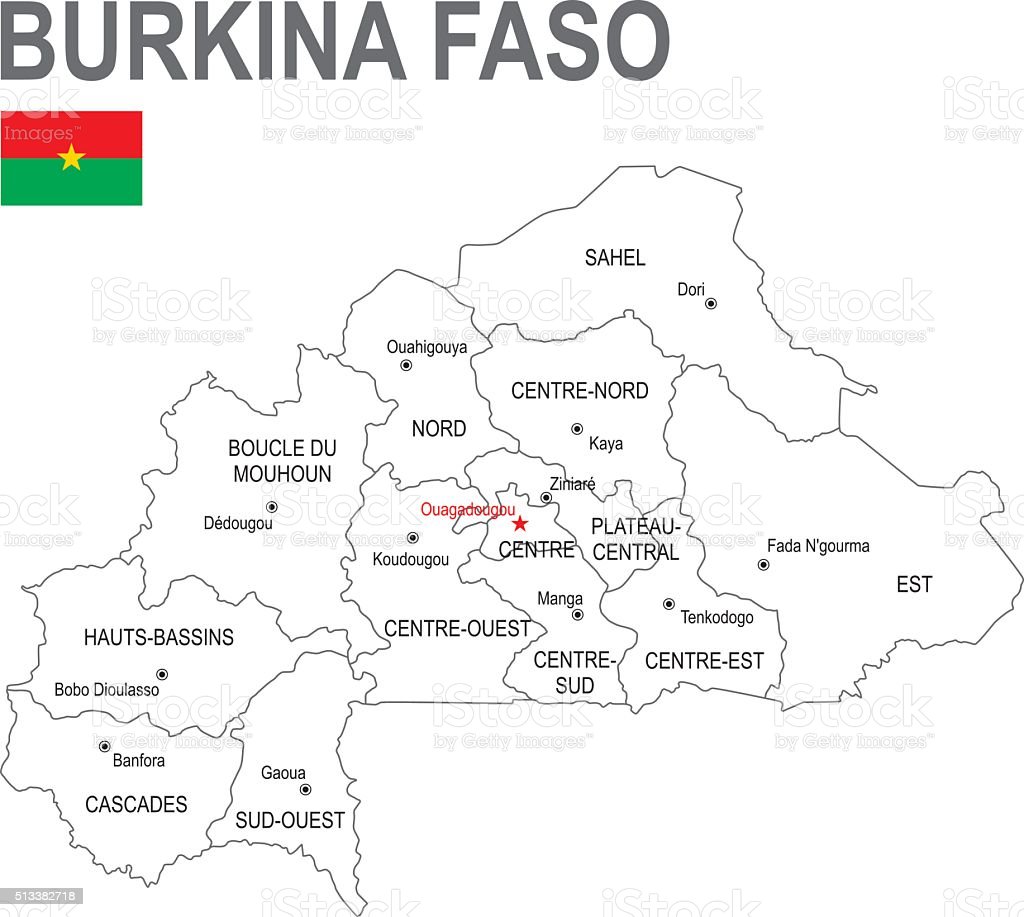 BURKINA FASO
iStock
by Getty Images™
SAHEL
Dori
Ouahigouya
CENTRE-NORD
NORD
Kaya
BOUCLE DU
MOUHOUN
Ziniaré
Ouagadougou
Dédougou
PLATEAU-
CENTRAL
CENTRE
Koudougou
Fada N'gourma
EST
Manga
Tenkodogo
CENTRE-OUEST
HAUTS-BASSINS
CENTRE-
SUD
CENTRE-EST
Bobo Dioulasso
Banfora
Gaoua
CASCADES
SUD-OUEST
513382718